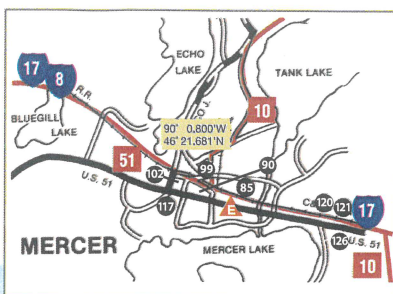 ECHO
LAKE
17
8
R.R.
TANK LAKE
BLUEGILL
LAKE
10
CO J
90° 0.800'W
46° 21.681'N
51
U.S. 51
102
99
90
85
117
E
120
121
17
126
U.S. 51
MERCER
MERCER LAKE
10